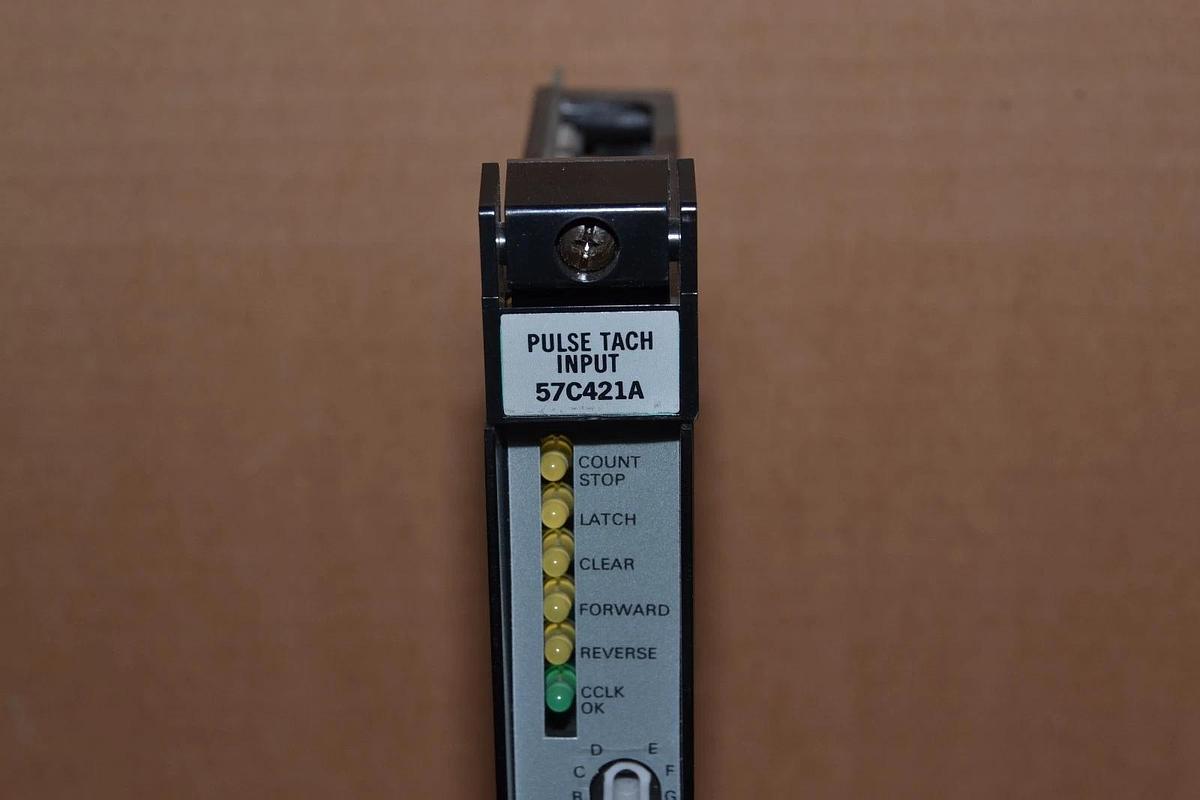 PULSE TACH
INPUT
57C421A
COUNT
STOP
LATCH
CLEAR
FORWARD
REVERSE
CCLK
OK
D E
C F
B G